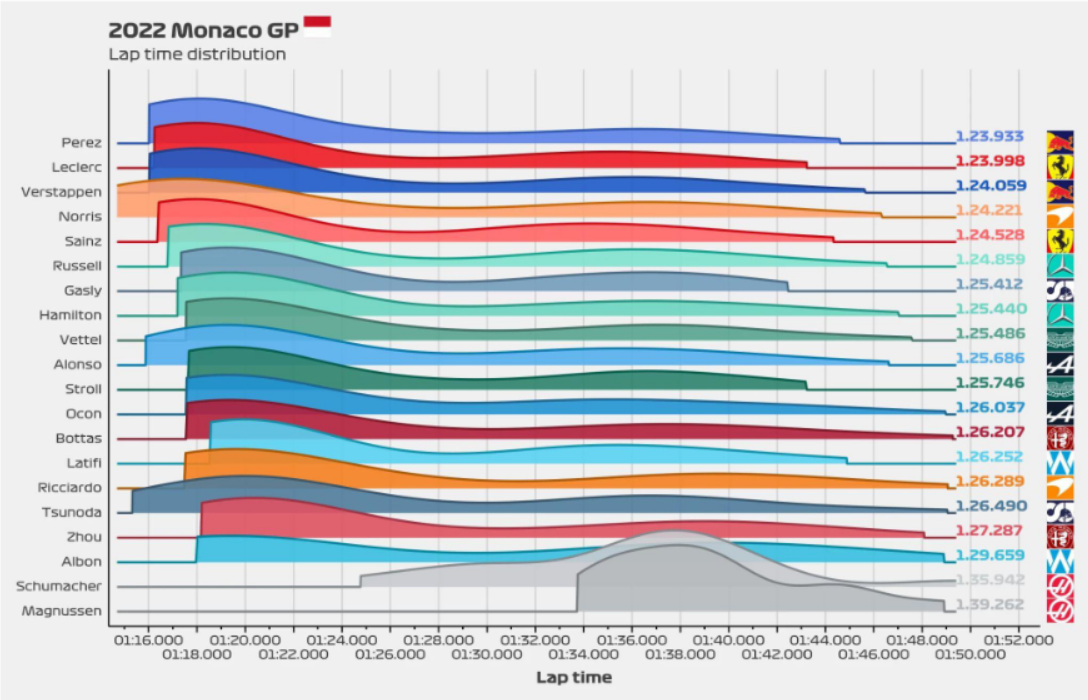 2022 Monaco GP
Lap time distribution
Perez 1.23.933
Leclerc 1.23.998
Verstappen 1.24.059
Norris 1.24.221
Sainz 1.24.528
Russell 1.24.859
Gasly 1.25.412
Hamilton 1.25.440
Vettel 1.25.486
Alonso 1.25.686
Stroll 1.25.746
Ocon 1.26.037
Bottas 1.26.207
Latifi 1.26.252
Ricciardo 1.26.289
Tsunoda 1.26.490
Zhou 1.27.287
Albon 1.29.659
Schumacher 1.35.942
Magnussen 1.39.262
01:16.000 01:20.000 01:24.000 01:28.000 01:32.000 01:36.000 01:40.000 01:44.000 01:48.000 01:52.000
01:18.000 01:22.000 01:26.000 01:30.000 01:34.000 01:38.000 01:42.000 01:46.000 01:50.000
Lap time